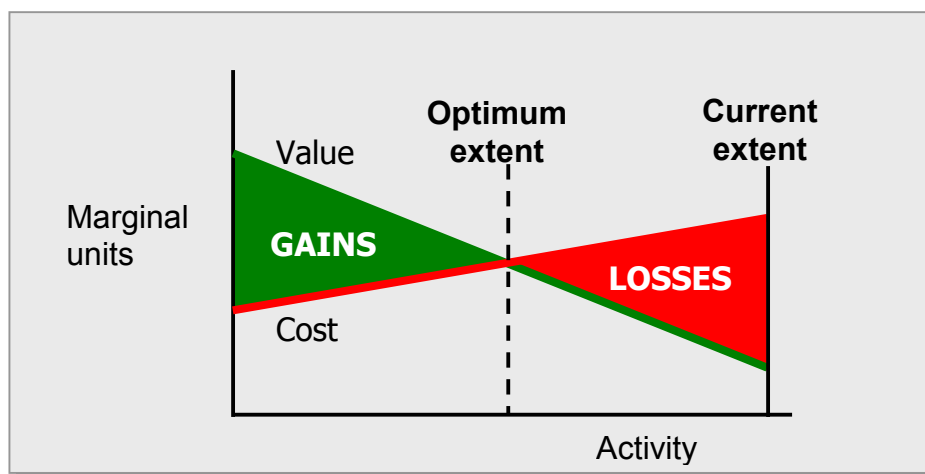 Optimum
extent
Current
extent
Value
Marginal
units
GAINS
LOSSES
Cost
Activity